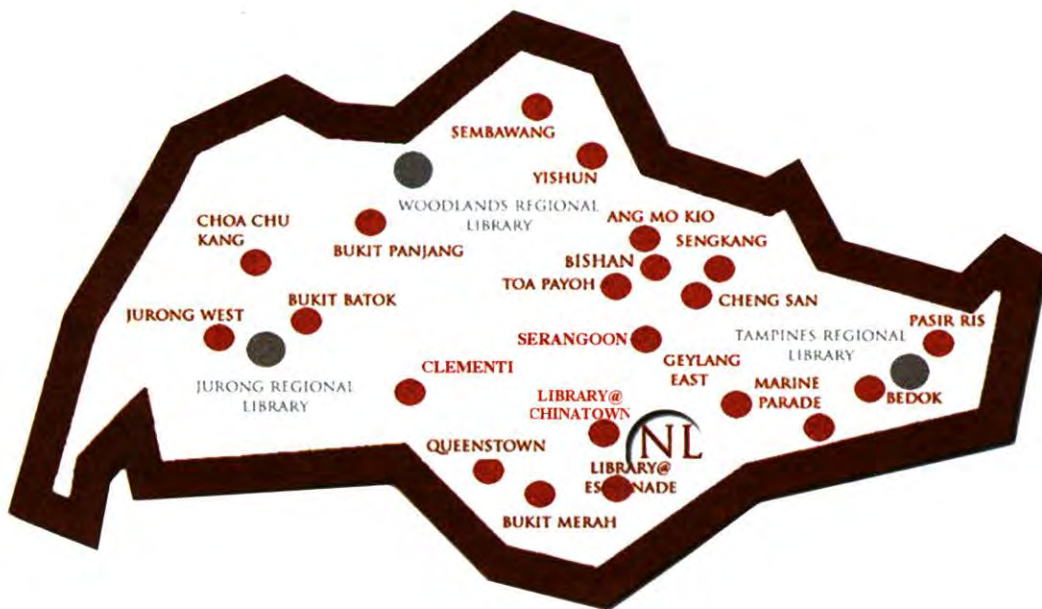 SEMBAWANG
YISHUN
WOODLANDS REGIONAL
LIBRARY
CHOA CHU
KANG
BUKIT PANJANG
ANG MO KIO
SENGKANG
BISHAN
TOA PAYOH
CHENG SAN
JURONG WEST
BUKIT BATOK
JURONG REGIONAL
LIBRARY
SERANGOON
TAMPINES REGIONAL
LIBRARY
PASIR RIS
CLEMENTI
GEYLANG
EAST
MARINE
PARADE
BEDOK
LIBRARY@
CHINATOWN
NL
QUEENSTOWN
LIBRARY@
ESPLANADE
BUKIT MERAH